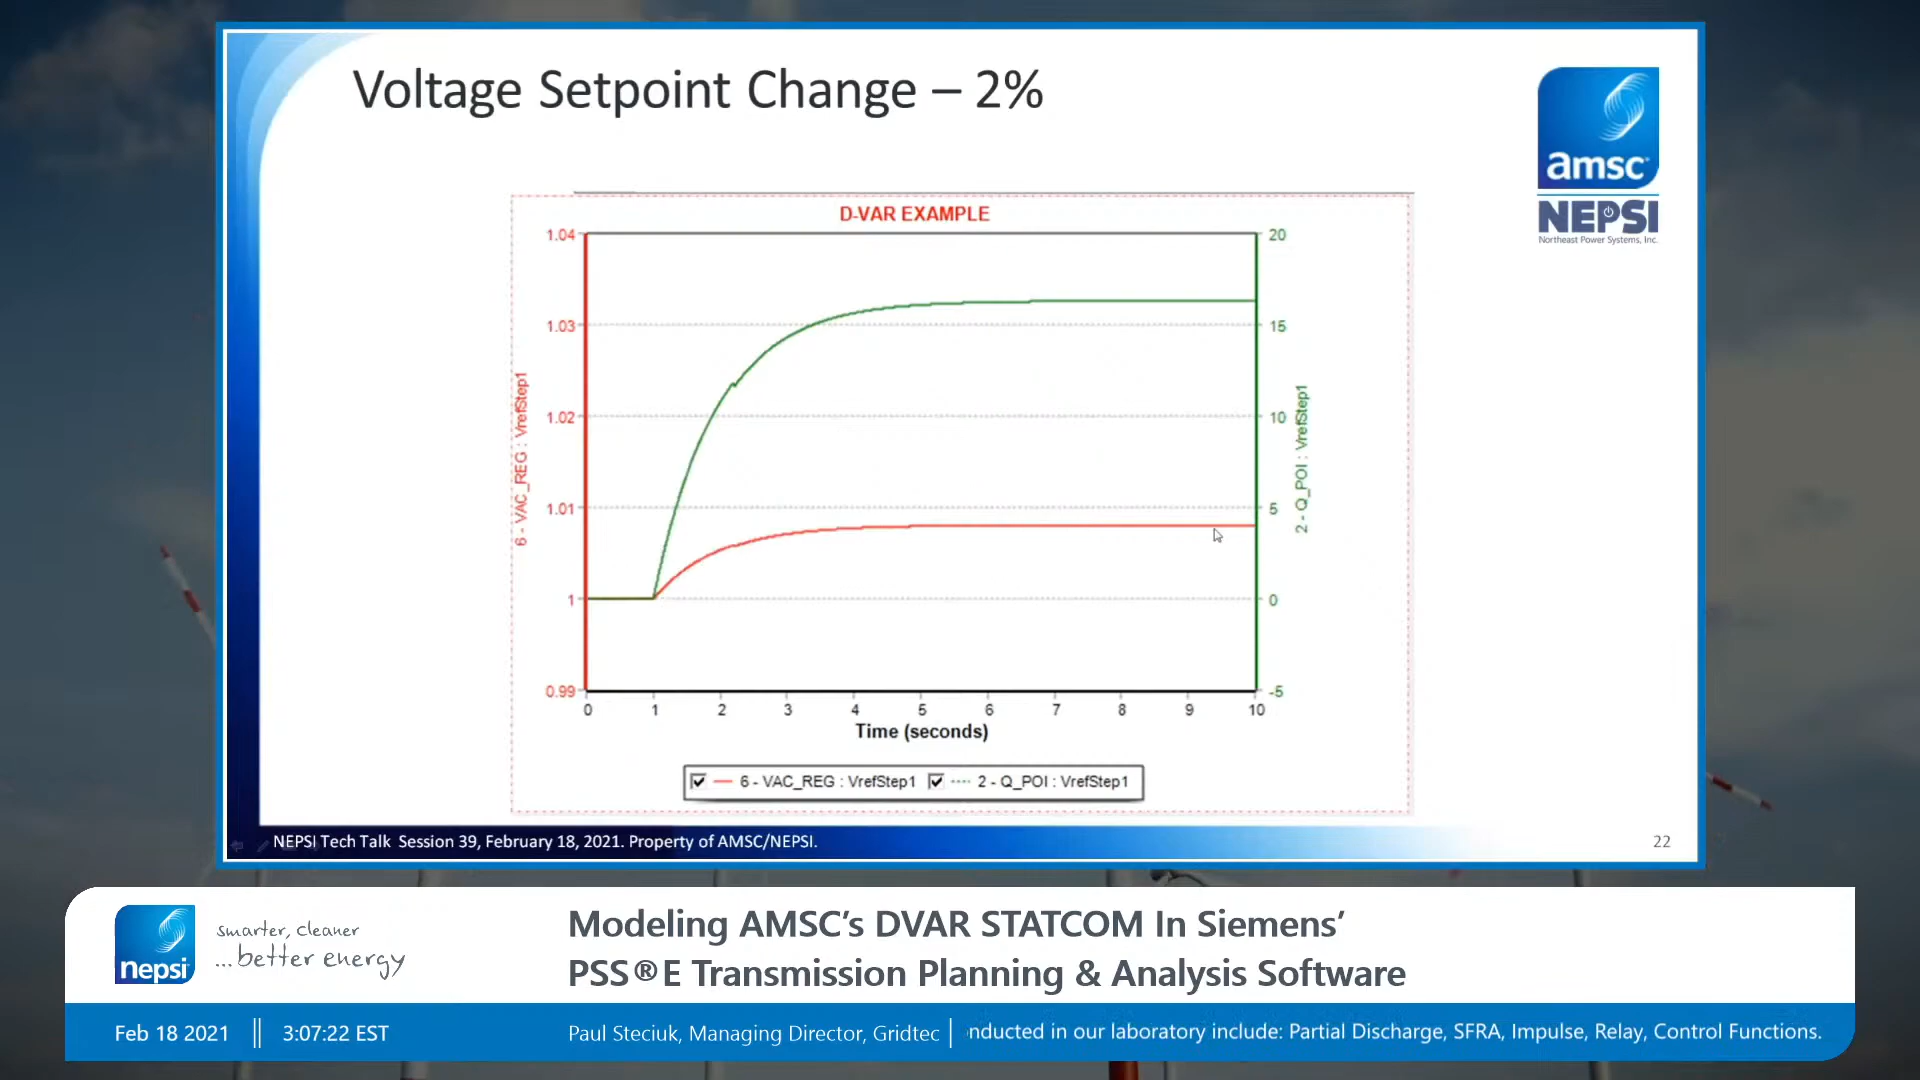 Voltage Setpoint Change – 2%
amsc
NEPSI
Northeast Power Systems, Inc.
D-VAR EXAMPLE
1.04
1.03
1.02
1.01
1
0.99
6 - VAC_REG : VrefStep1
20
15
10
5
0
-5
2 - Q_POI : VrefStep1
0 1 2 3 4 5 6 7 8 9 10
Time (seconds)
6 - VAC_REG : VrefStep1 2 - Q_POI : VrefStep1
NEPSI Tech Talk Session 39, February 18, 2021. Property of AMSC/NEPSI.
22
nepsi
smarter, cleaner
...better energy
Modeling AMSC’s DVAR STATCOM In Siemens’
PSS®E Transmission Planning & Analysis Software
Feb 18 2021 || 3:07:22 EST
Paul Steciuk, Managing Director, Gridtec | nducted in our laboratory include: Partial Discharge, SFRA, Impulse, Relay, Control Functions.